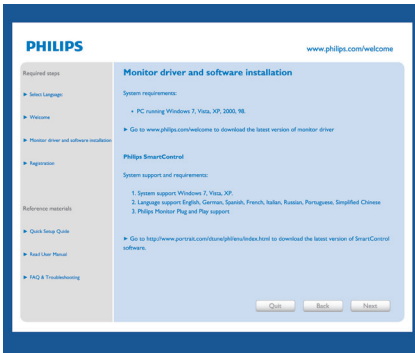 PHILIPS
www.philips.com/welcome
Required steps
Select Language:
Welcome
Monitor driver and software installation
Registration
Reference materials
Quick Setup Quide
Read User Manual
FAQ & Troubleshooting
Monitor driver and software installation
System requirements:
• PC running Windows 7, Vista, XP, 2000, 98.
Go to www.philips.com/welcome to download the latest version of monitor driver
Philips SmartControl
System support and requirements:
1. System support Windows 7, Vista, XP.
2. Language support English, German, Spanish, French, Italian, Russian, Portuguese, Simplified Chinese
3. Philips Monitor Plug and Play support
Go to http://www.portrait.com/dtune/phl/enu/index.html to download the latest version of SmartControl
software.
Quit Back Next